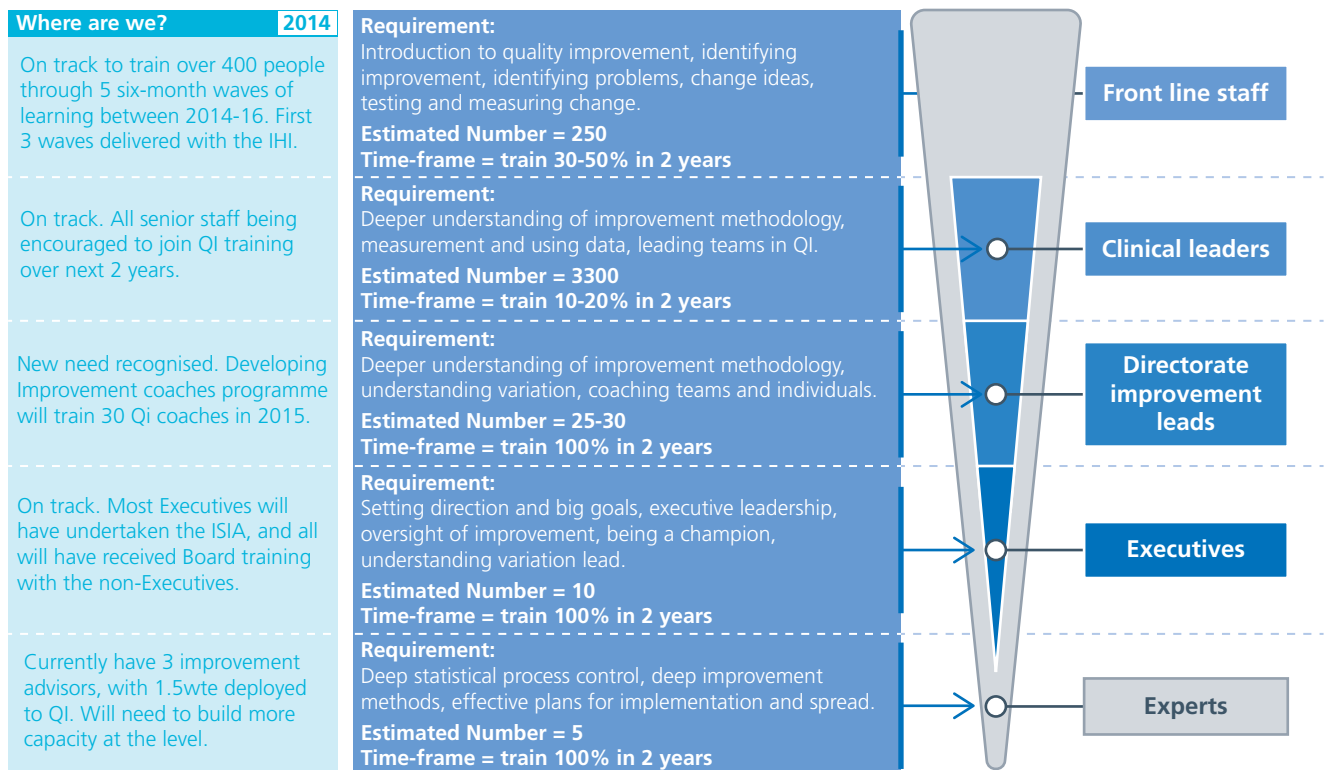 Where are we? 2014
On track to train over 400 people
through 5 six-month waves of
learning between 2014-16. First
3 waves delivered with the IHI.
Requirement:
Introduction to quality improvement, identifying
improvement, identifying problems, change ideas,
testing and measuring change.
Estimated Number = 250
Time-frame = train 30-50% in 2 years
Front line staff
On track. All senior staff being
encouraged to join QI training
over next 2 years.
Requirement:
Deeper understanding of improvement methodology,
measurement and using data, leading teams in QI.
Estimated Number = 3300
Time-frame = train 10-20% in 2 years
Clinical leaders
New need recognised. Developing
Improvement coaches programme
will train 30 Qi coaches in 2015.
Requirement:
Deeper understanding of improvement methodology,
understanding variation, coaching teams and individuals.
Estimated Number = 25-30
Time-frame = train 100% in 2 years
Directorate
improvement
leads
On track. Most Executives will
have undertaken the ISIA, and all
will have received Board training
with the non-Executives.
Requirement:
Setting direction and big goals, executive leadership,
oversight of improvement, being a champion,
understanding variation lead.
Estimated Number = 10
Time-frame = train 100% in 2 years
Executives
Currently have 3 improvement
advisors, with 1.5wte deployed
to QI. Will need to build more
capacity at the level.
Requirement:
Deep statistical process control, deep improvement
methods, effective plans for implementation and spread.
Estimated Number = 5
Time-frame = train 100% in 2 years
Experts